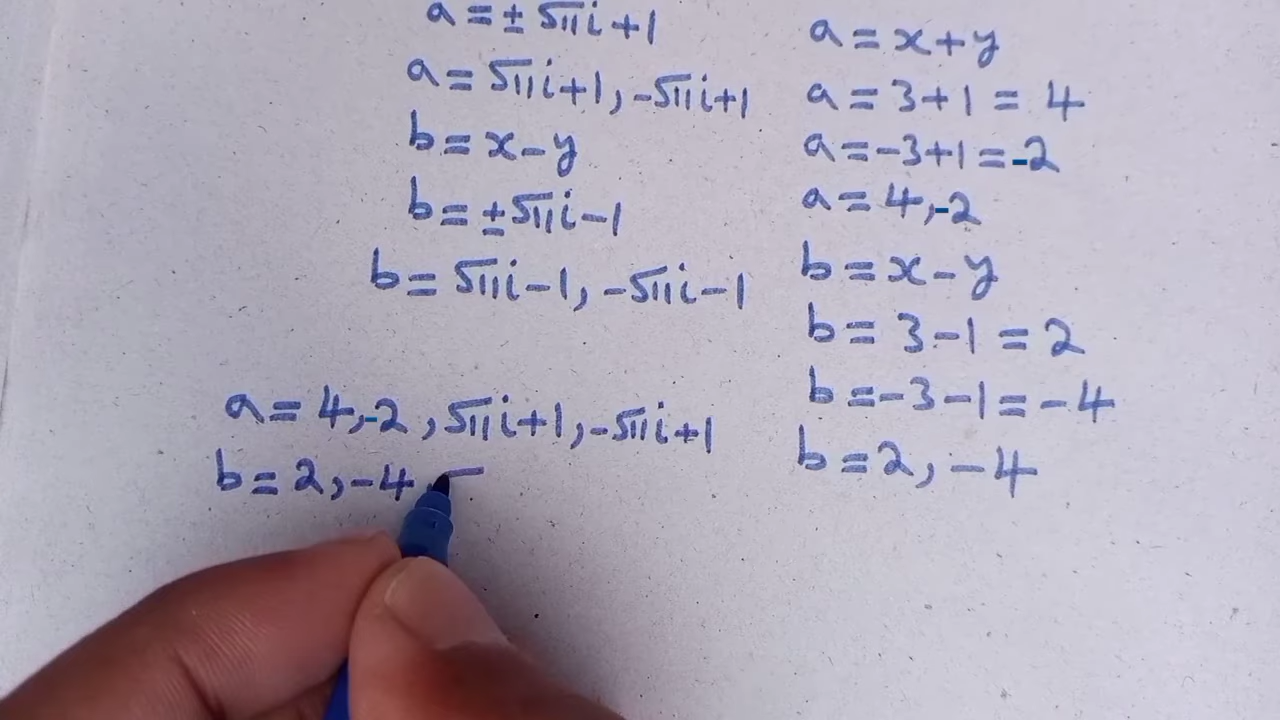 a = ±√11i+1
a = √11i+1, -√11i+1
b = x-y
b = ±√11i-1
b = √11i-1, -√11i-1
a = x+y
a = 3+1 = 4
a = -3+1 = -2
a = 4, -2
b = x-y
b = 3-1 = 2
b = -3-1 = -4
b = 2, -4
a = 4, -2, √11i+1, -√11i+1
b = 2, -4,